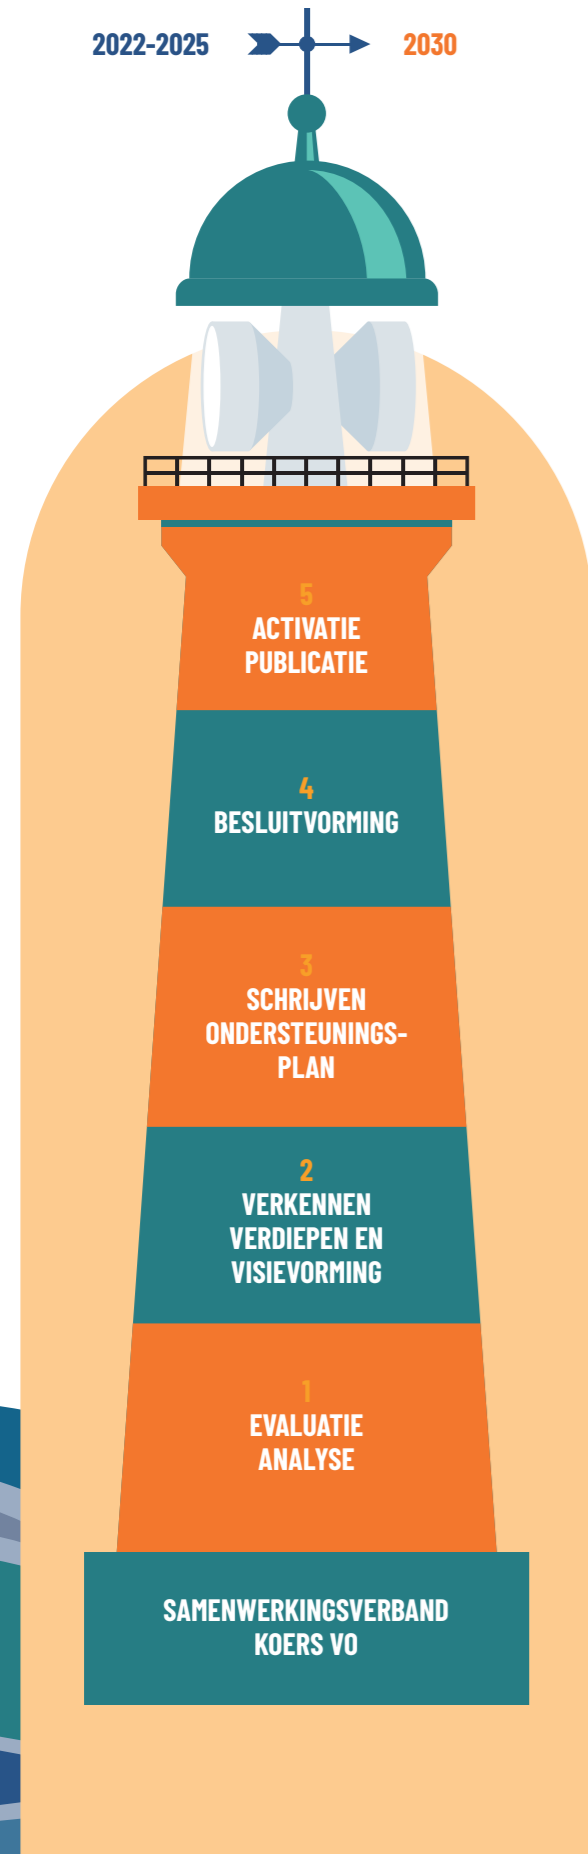 2022-2025 2030
5
ACTIVATIE
PUBLICATIE
4
BESLUITVORMING
3
SCHRIJVEN
ONDERSTEUNINGS-
PLAN
2
VERKENNEN
VERDIEPEN EN
VISIEVORMING
1
EVALUATIE
ANALYSE
SAMENWERKINGSVERBAND
KOERS VO